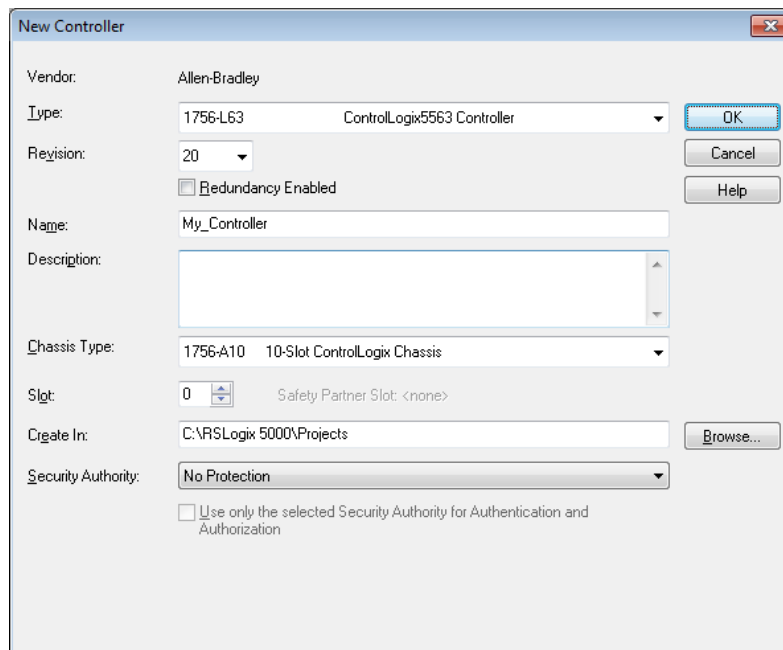 New Controller
Vendor: Allen-Bradley
Type: 1756-L63 ControlLogix5563 Controller OK
Revision: 20 Cancel
Redundancy Enabled Help
Name: My_Controller
Description:
Chassis Type: 1756-A10 10-Slot ControlLogix Chassis
Slot: 0 Safety Partner Slot: <none>
Create In: C:\RSLogix 5000\Projects Browse...
Security Authority: No Protection
Use only the selected Security Authority for Authentication and
Authorization